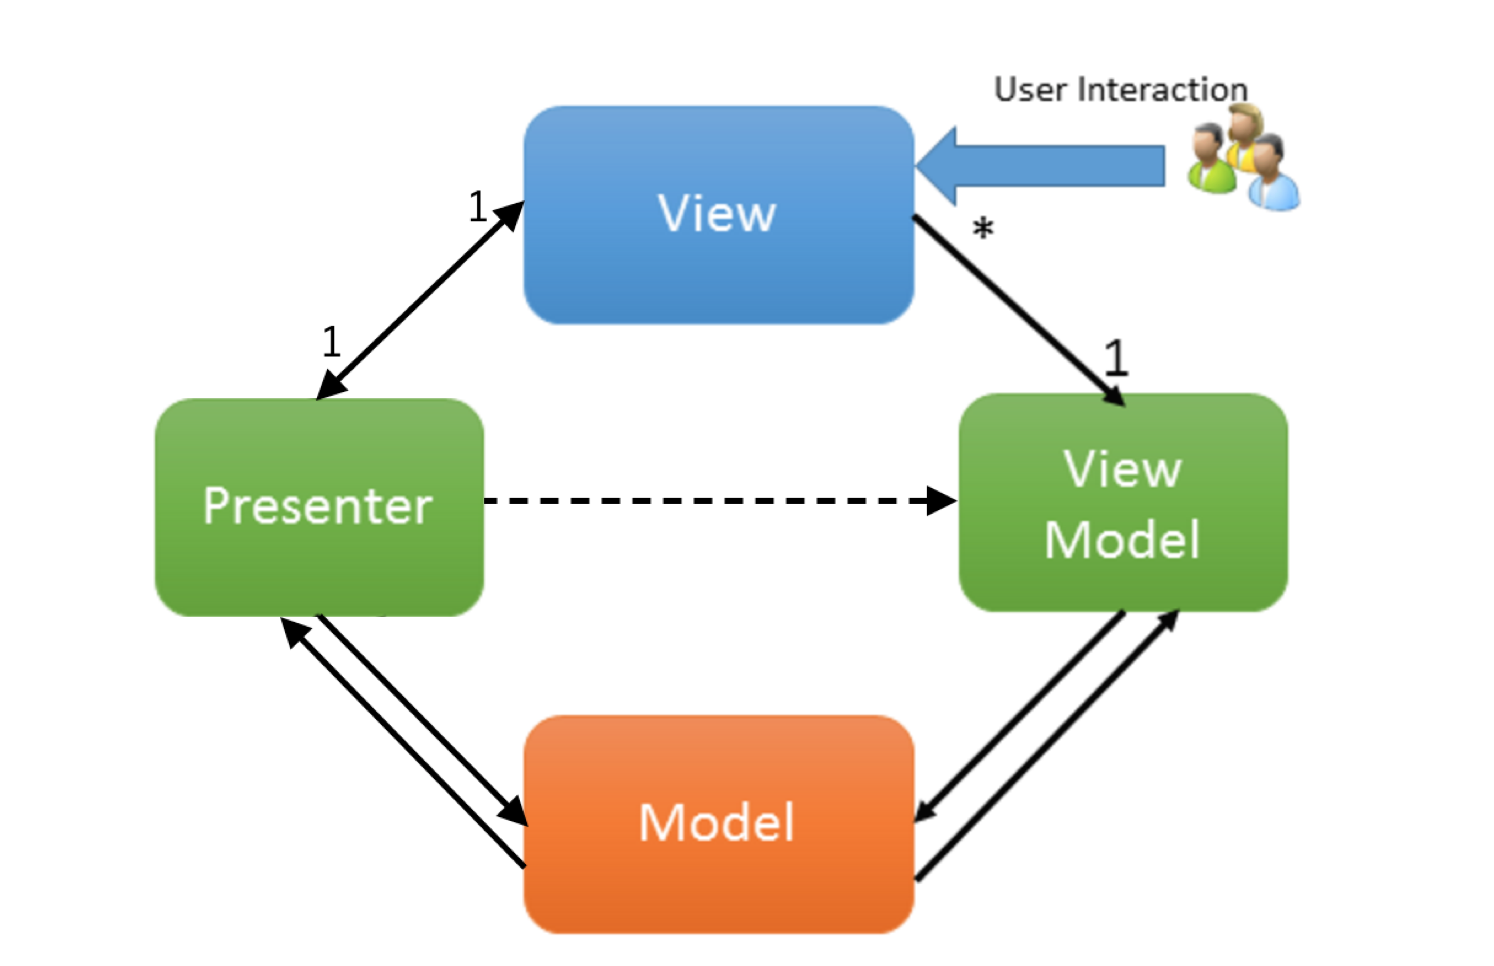 User Interaction
View
1
*
1
1
Presenter
View
Model
Model